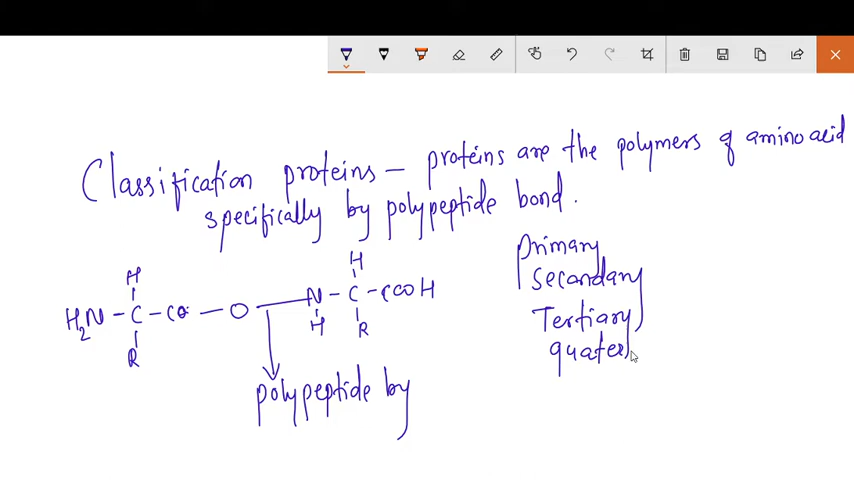 Classification proteins – proteins are the polymers of amino acid
specifically by polypeptide bond.
H H
H2N – C – CO – O – N – C – COOH
R H R
Primary
Secondary
Tertiary
quater
polypeptide by